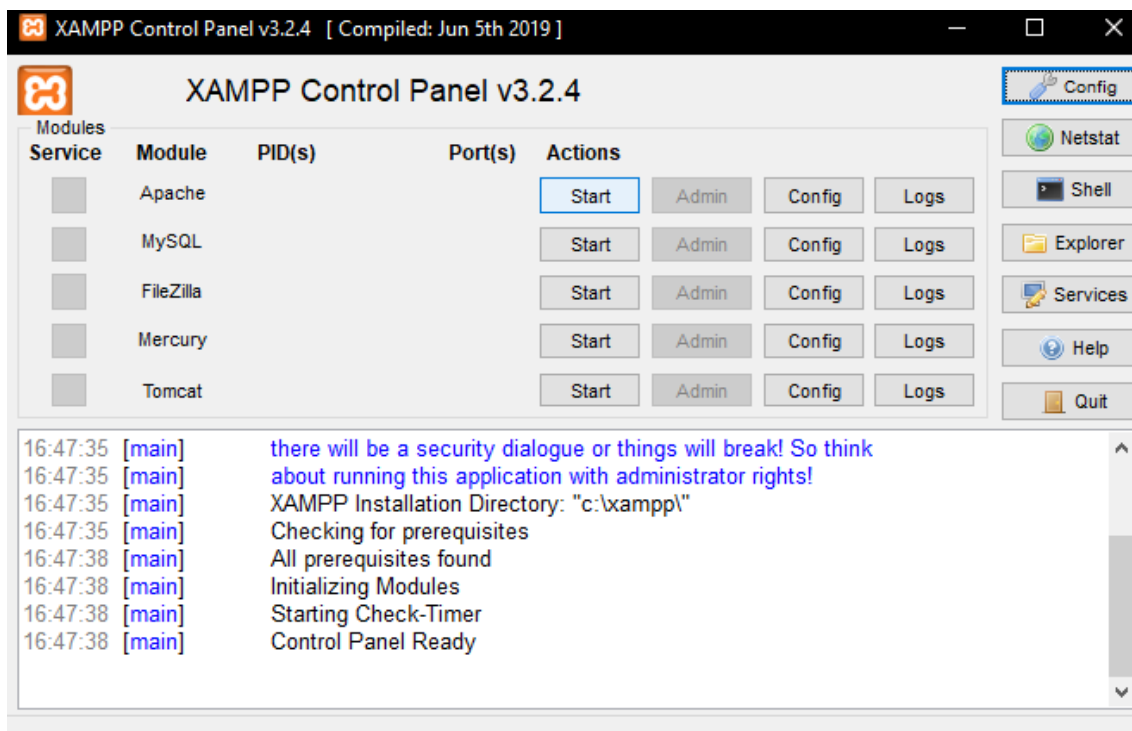 XAMPP Control Panel v3.2.4 [ Compiled: Jun 5th 2019 ]
XAMPP Control Panel v3.2.4
Config
Modules
Service Module PID(s) Port(s) Actions
Netstat
Apache Start Admin Config Logs
Shell
MySQL Start Admin Config Logs
Explorer
FileZilla Start Admin Config Logs
Services
Mercury Start Admin Config Logs
Help
Tomcat Start Admin Config Logs
Quit
16:47:35 [main] there will be a security dialogue or things will break! So think
16:47:35 [main] about running this application with administrator rights!
16:47:35 [main] XAMPP Installation Directory: "c:\xampp\"
16:47:35 [main] Checking for prerequisites
16:47:38 [main] All prerequisites found
16:47:38 [main] Initializing Modules
16:47:38 [main] Starting Check-Timer
16:47:38 [main] Control Panel Ready